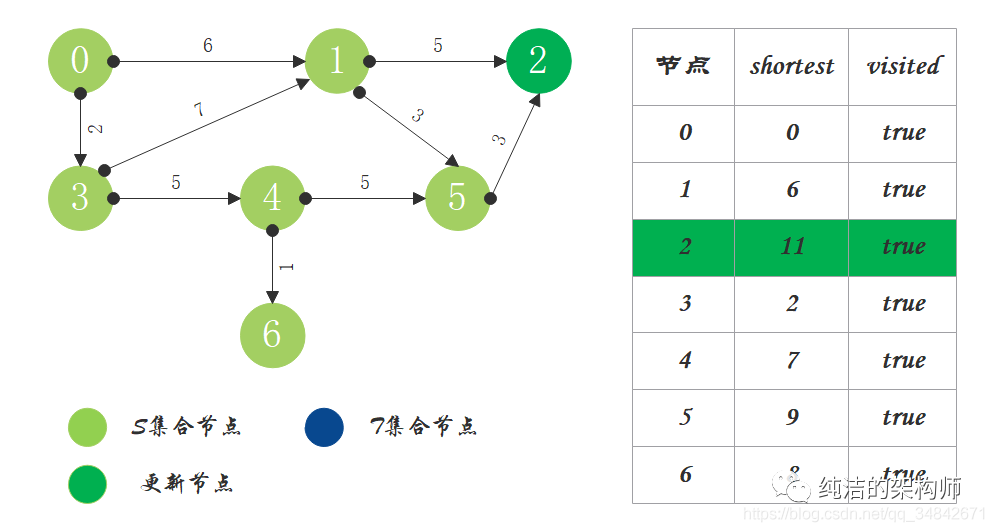 0
6
1
5
2
2
7
3
3
3
5
4
5
5
1
6
S集合节点
T集合节点
更新节点
节点 shortest visited
0 0 true
1 6 true
2 11 true
3 2 true
4 7 true
5 9 true
6 8 true
纯洁的架构师
https://blog.csdn.net/qq_34842671